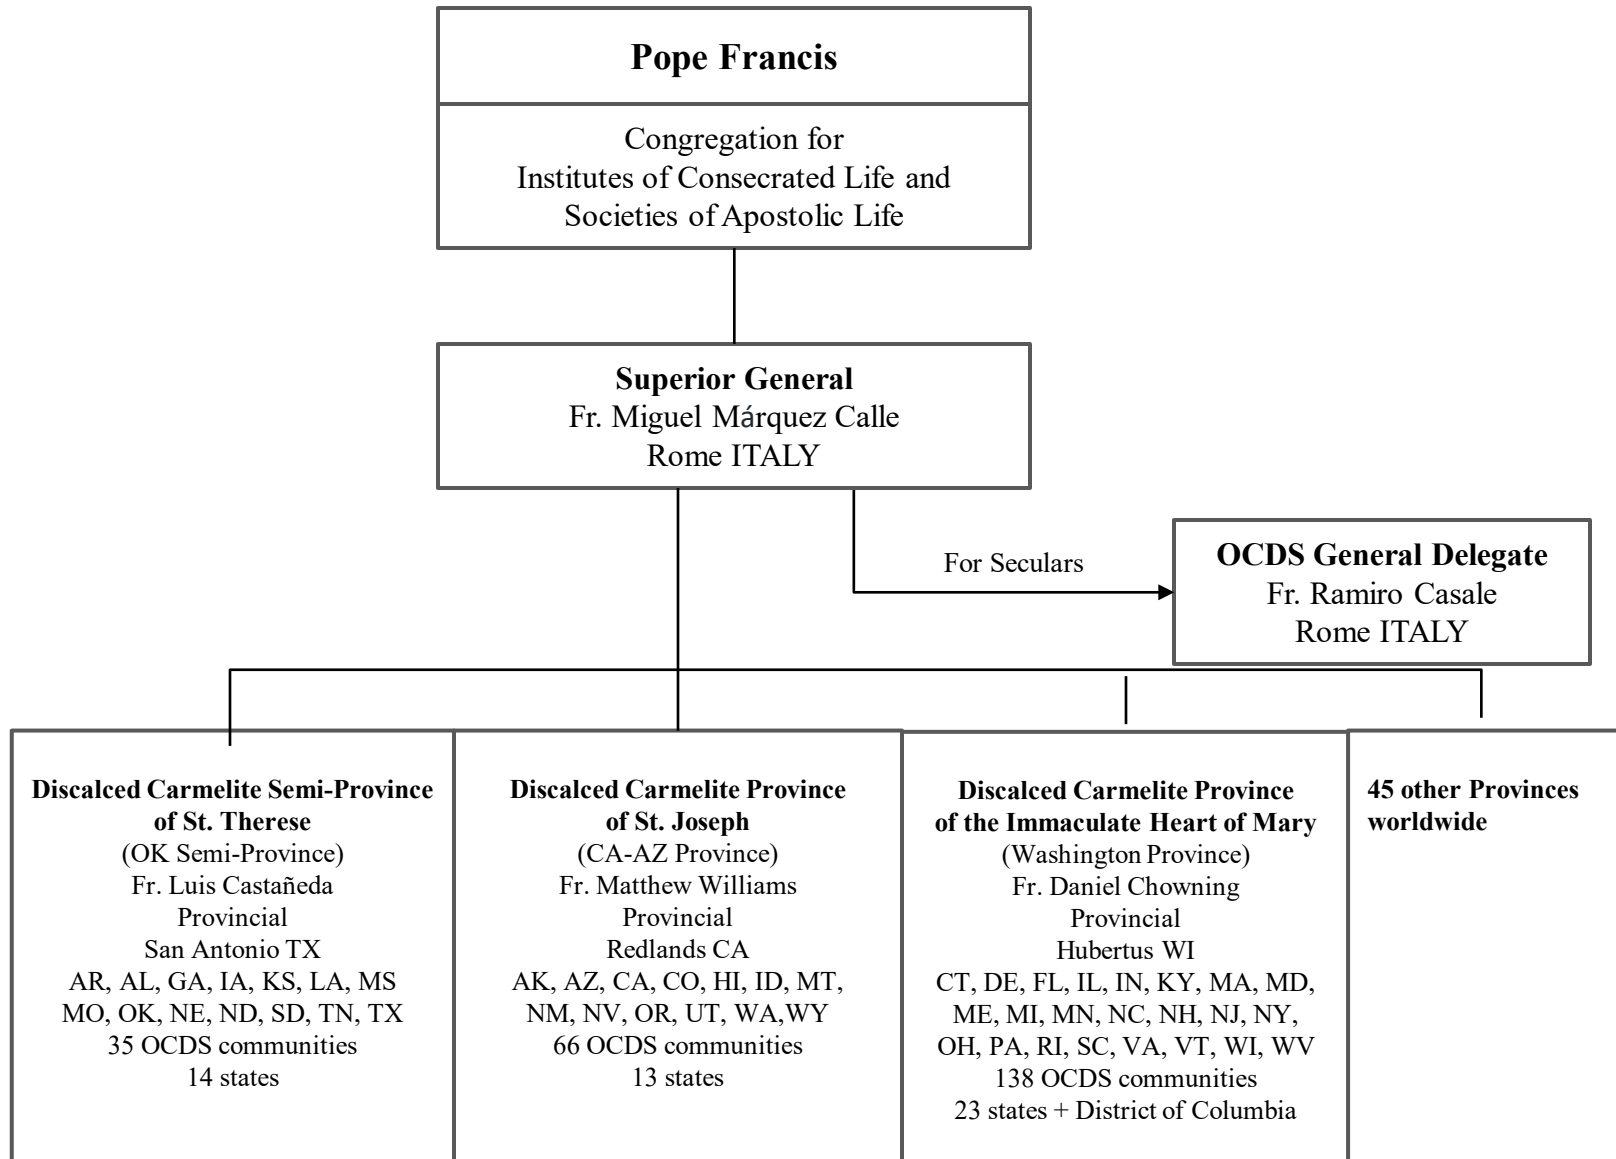 Pope Francis
Congregation for
Institutes of Consecrated Life and
Societies of Apostolic Life
Superior General
Fr. Miguel Márquez Calle
Rome ITALY
For Seculars
OCDS General Delegate
Fr. Ramiro Casale
Rome ITALY
Discalced Carmelite Semi-Province
of St. Therese
(OK Semi-Province)
Fr. Luis Castañeda
Provincial
San Antonio TX
AR, AL, GA, IA, KS, LA, MS
MO, OK, NE, ND, SD, TN, TX
35 OCDS communities
14 states
Discalced Carmelite Province
of St. Joseph
(CA-AZ Province)
Fr. Matthew Williams
Provincial
Redlands CA
AK, AZ, CA, CO, HI, ID, MT,
NM, NV, OR, UT, WA,WY
66 OCDS communities
13 states
Discalced Carmelite Province
of the Immaculate Heart of Mary
(Washington Province)
Fr. Daniel Chowning
Provincial
Hubertus WI
CT, DE, FL, IL, IN, KY, MA, MD,
ME, MI, MN, NC, NH, NJ, NY,
OH, PA, RI, SC, VA, VT, WI, WV
138 OCDS communities
23 states + District of Columbia
45 other Provinces
worldwide